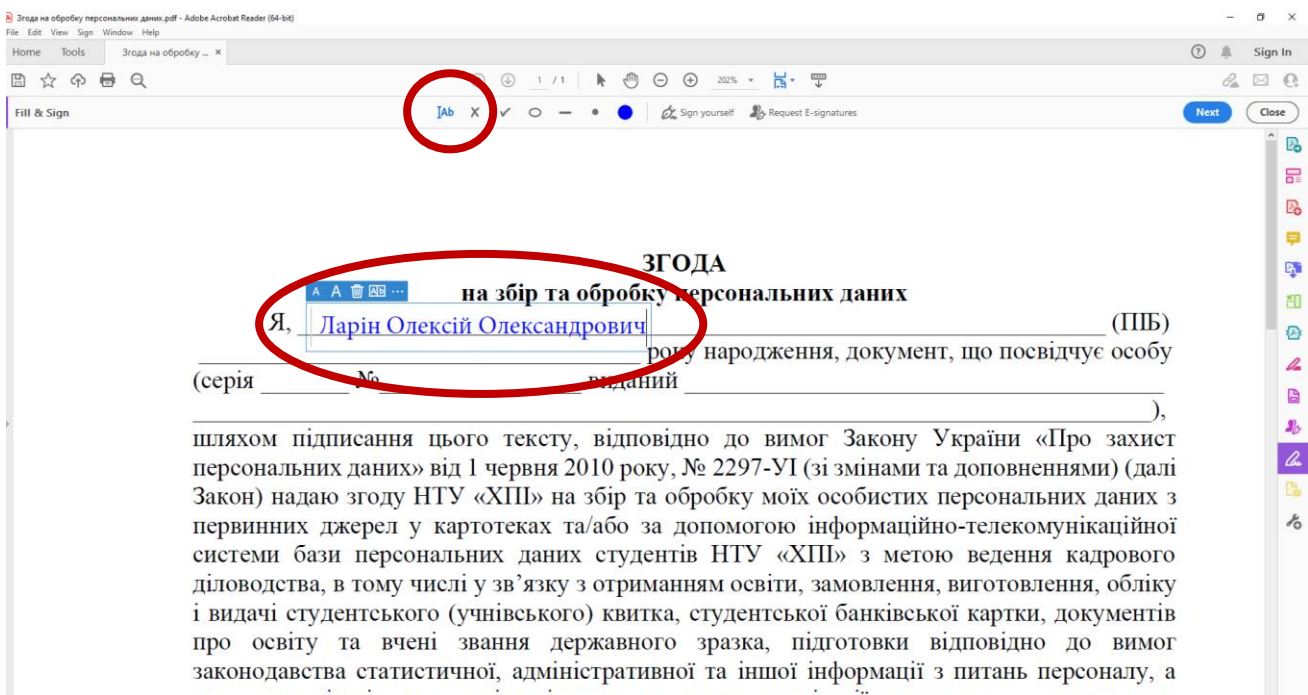 Згода на обробку персональних даних.pdf - Adobe Acrobat Reader (64-bit)
File Edit View Sign Window Help
Home Tools Згода на обробку ... × Sign In
1 / 1 202%
Fill & Sign Ab Sign yourself Request E-signatures Next Close
ЗГОДА
на збір та обробку персональних даних
Я, Ларін Олексій Олександрович (ПІБ)
року народження, документ, що посвідчує особу
(серія ________ №__________________ виданий ____________________
),
шляхом підписання цього тексту, відповідно до вимог Закону України «Про захист
персональних даних» від 1 червня 2010 року, № 2297-УІ (зі змінами та доповненнями) (далі
Закон) надаю згоду НТУ «ХПІ» на збір та обробку моїх особистих персональних даних з
первинних джерел у картотеках та/або за допомогою інформаційно-телекомунікаційної
системи бази персональних даних студентів НТУ «ХПІ» з метою ведення кадрового
діловодства, в тому числі у зв’язку з отриманням освіти, замовлення, виготовлення, обліку
і видачі студентського (учнівського) квитка, студентської банківської картки, документів
про освіту та вчені звання державного зразка, підготовки відповідно до вимог
законодавства статистичної, адміністративної та іншої інформації з питань персоналу, а